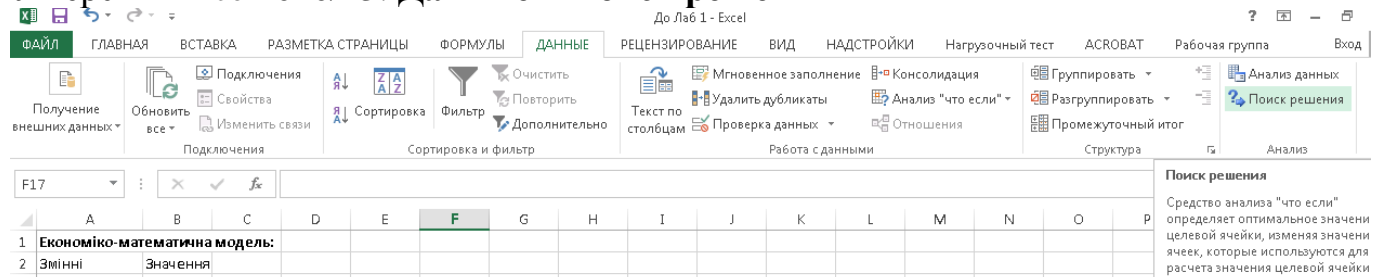 До Лаб 1 - Excel
ФАЙЛ ГЛАВНАЯ ВСТАВКА РАЗМЕТКА СТРАНИЦЫ ФОРМУЛЫ ДАННЫЕ РЕЦЕНЗИРОВАНИЕ ВИД НАДСТРОЙКИ Нагрузочный тест ACROBAT Рабочая группа Вход
Получение внешних данных
Обновить все
Подключения
Свойства
Изменить связи
Подключения
Сортировка
Фильтр
Очистить
Повторить
Дополнительно
Сортировка и фильтр
Текст по столбцам
Мгновенное заполнение
Удалить дубликаты
Проверка данных
Консолидация
Анализ "что если"
Отношения
Работа с данными
Группировать
Разгруппировать
Промежуточный итог
Структура
Анализ данных
Поиск решения
Анализ
F17
fx
A B C D E F G H I J K L M N O P
1 Економіко-математична модель:
2 Змінні Значення
Поиск решения
Средство анализа "что если"
определяет оптимальное значени
целевой ячейки, изменяя значени
ячеек, которые используются для
расчета значения целевой ячейки